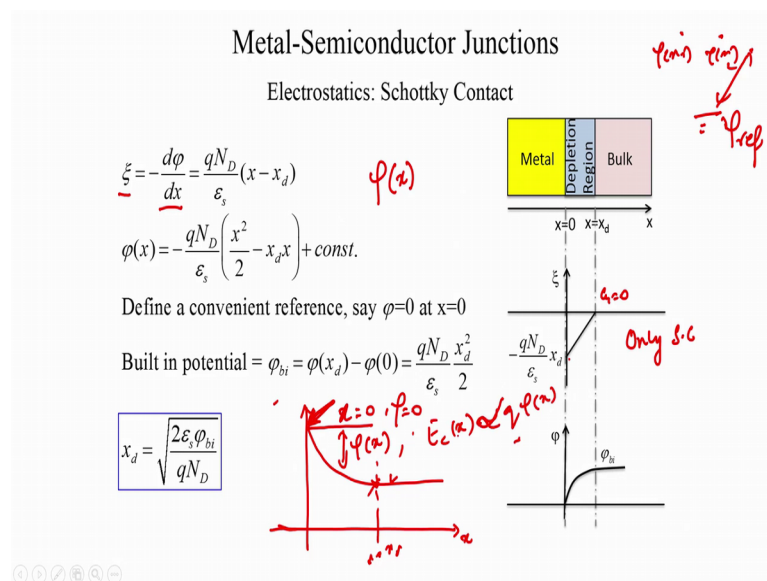 Metal-Semiconductor Junctions
Electrostatics: Schottky Contact
ξ = -dφ/dx = qN_D/ε_s (x - x_d)
φ(x)
φ(x) = -qN_D/ε_s (x²/2 - x_d x) + const.
Define a convenient reference, say φ=0 at x=0
Built in potential = φ_bi = φ(x_d) - φ(0) = qN_D/ε_s x_d²/2
x_d = √(2ε_s φ_bi / qN_D)
x=0, φ=0
φ(x), E_c(x) ∝ q φ(x)
x
= φ_ref
Metal
Depletion Region
Bulk
x=0 x=x_d x
ξ
-qN_D/ε_s x_d
Only S.C
φ
φ_bi